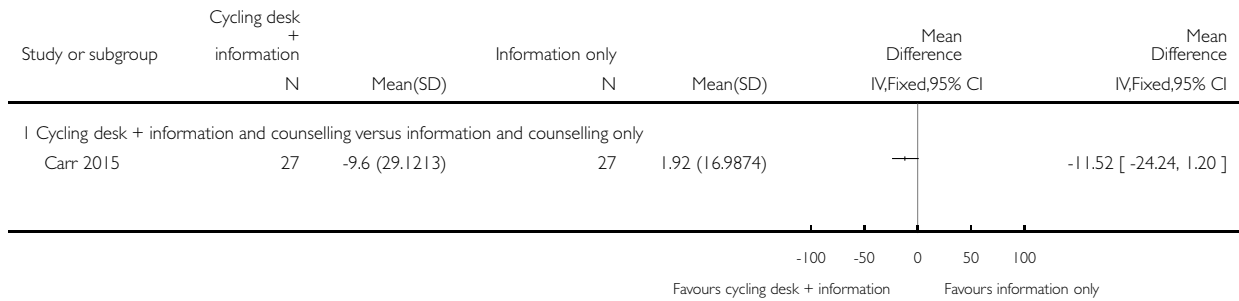 Study or subgroup
Cycling desk
+
information
Information only
Mean
Difference
Mean
Difference
N Mean(SD) N Mean(SD) IV,Fixed,95% CI IV,Fixed,95% CI
1 Cycling desk + information and counselling versus information and counselling only
Carr 2015 27 -9.6 (29.1213) 27 1.92 (16.9874) -11.52 [ -24.24, 1.20 ]
-100 -50 0 50 100
Favours cycling desk + information Favours information only